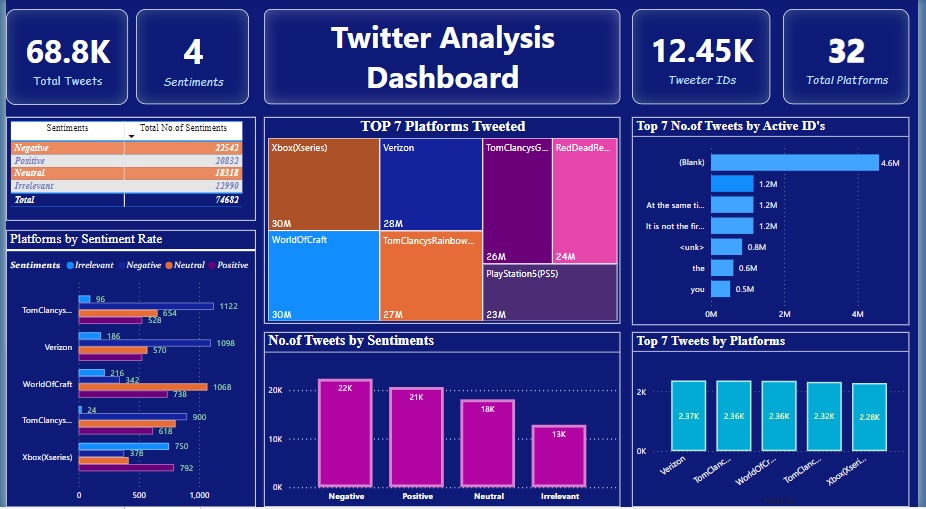 68.8K
Total Tweets
4
Sentiments
Twitter Analysis
Dashboard
12.45K
Tweeter IDs
32
Total Platforms
Sentiments Total No.of Sentiments
Negative 22542
Positive 20832
Neutral 18318
Irrelevant 12990
Total 74682
Platforms by Sentiment Rate
Sentiments Irrelevant Negative Neutral Positive
TomClancys...
96
1122
654
528
Verizon
186
1098
570
WorldOfCraft
216
342
1068
738
TomClancys...
24
900
618
Xbox(Xseries)
750
378
792
0 500 1,000
TOP 7 Platforms Tweeted
Xbox(Xseries)
30M
WorldOfCraft
30M
Verizon
28M
TomClancysRainbow...
27M
TomClancysG...
26M
RedDeadRe...
24M
PlayStation5(PS5)
23M
No.of Tweets by Sentiments
20K
10K
0K
22K
21K
18K
13K
Negative Positive Neutral Irrelevant
Top 7 No.of Tweets by Active ID's
(Blank) 4.6M
1.2M
At the same ti... 1.2M
It is not the fir... 1.2M
<unk> 0.8M
the 0.6M
you 0.5M
0M 2M 4M
Top 7 Tweets by Platforms
2K
0K
2.37K 2.36K 2.36K 2.32K 2.28K
Verizon TomClanc... WorldOfCr... TomClanc... Xbox(Xseri...